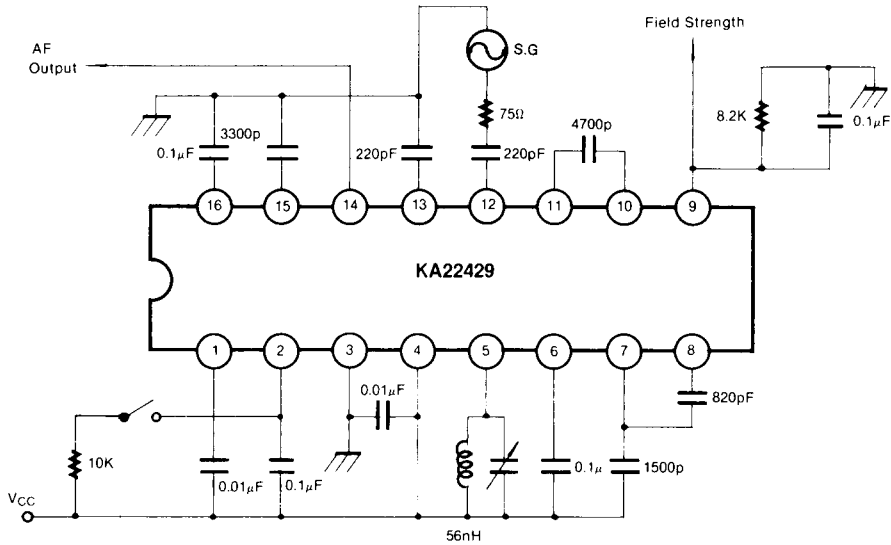 Field Strength
AF
Output
S.G
75Ω
4700p
8.2K
0.1μF
3300p
0.1μF
220pF
220pF
16
15
14
13
12
11
10
9
KA22429
1
2
3
4
5
6
7
8
0.01μF
820pF
10K
0.01μF
0.1μF
0.1μ
1500p
VCC
56nH